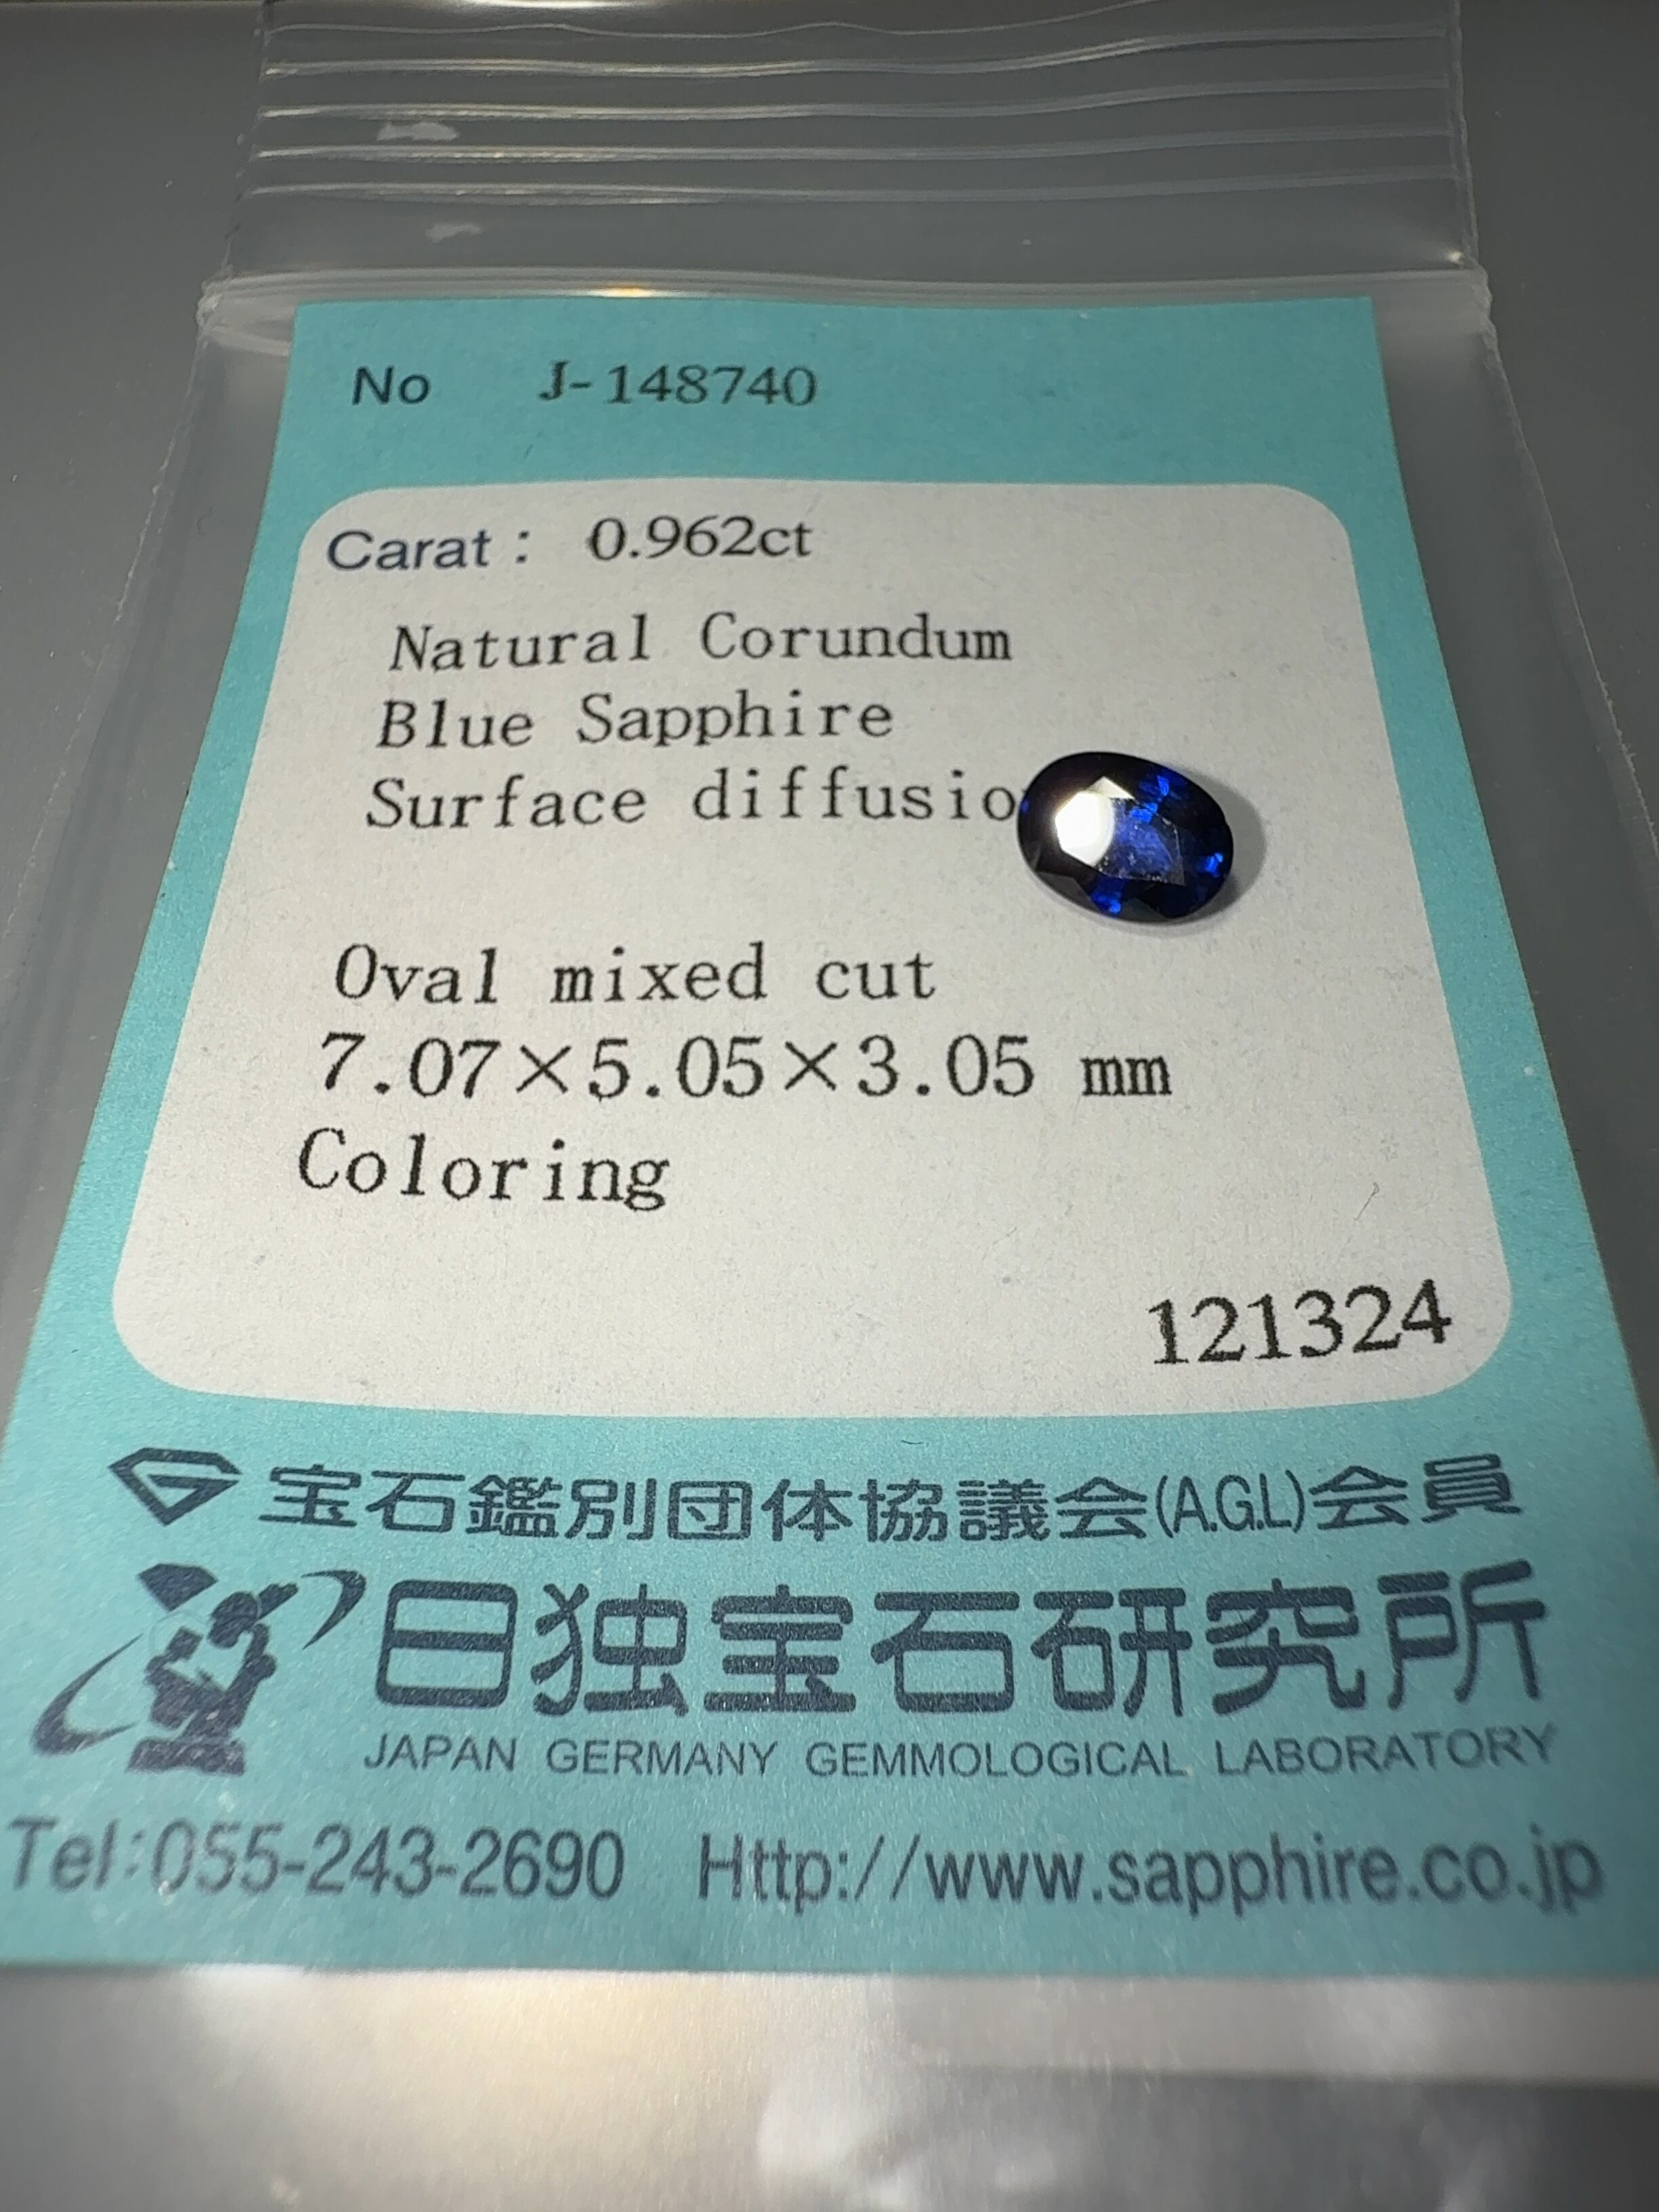 No J-148740
Carat : 0.962ct
Natural Corundum
Blue Sapphire
Surface diffusio
Oval mixed cut
7.07×5.05×3.05 mm
Coloring
121324
宝石鑑別団体協議会(A.G.L)会員
日独宝石研究所
JAPAN GERMANY GEMMOLOGICAL LABORATORY
Tel:055-243-2690 Http://www.sapphire.co.jp